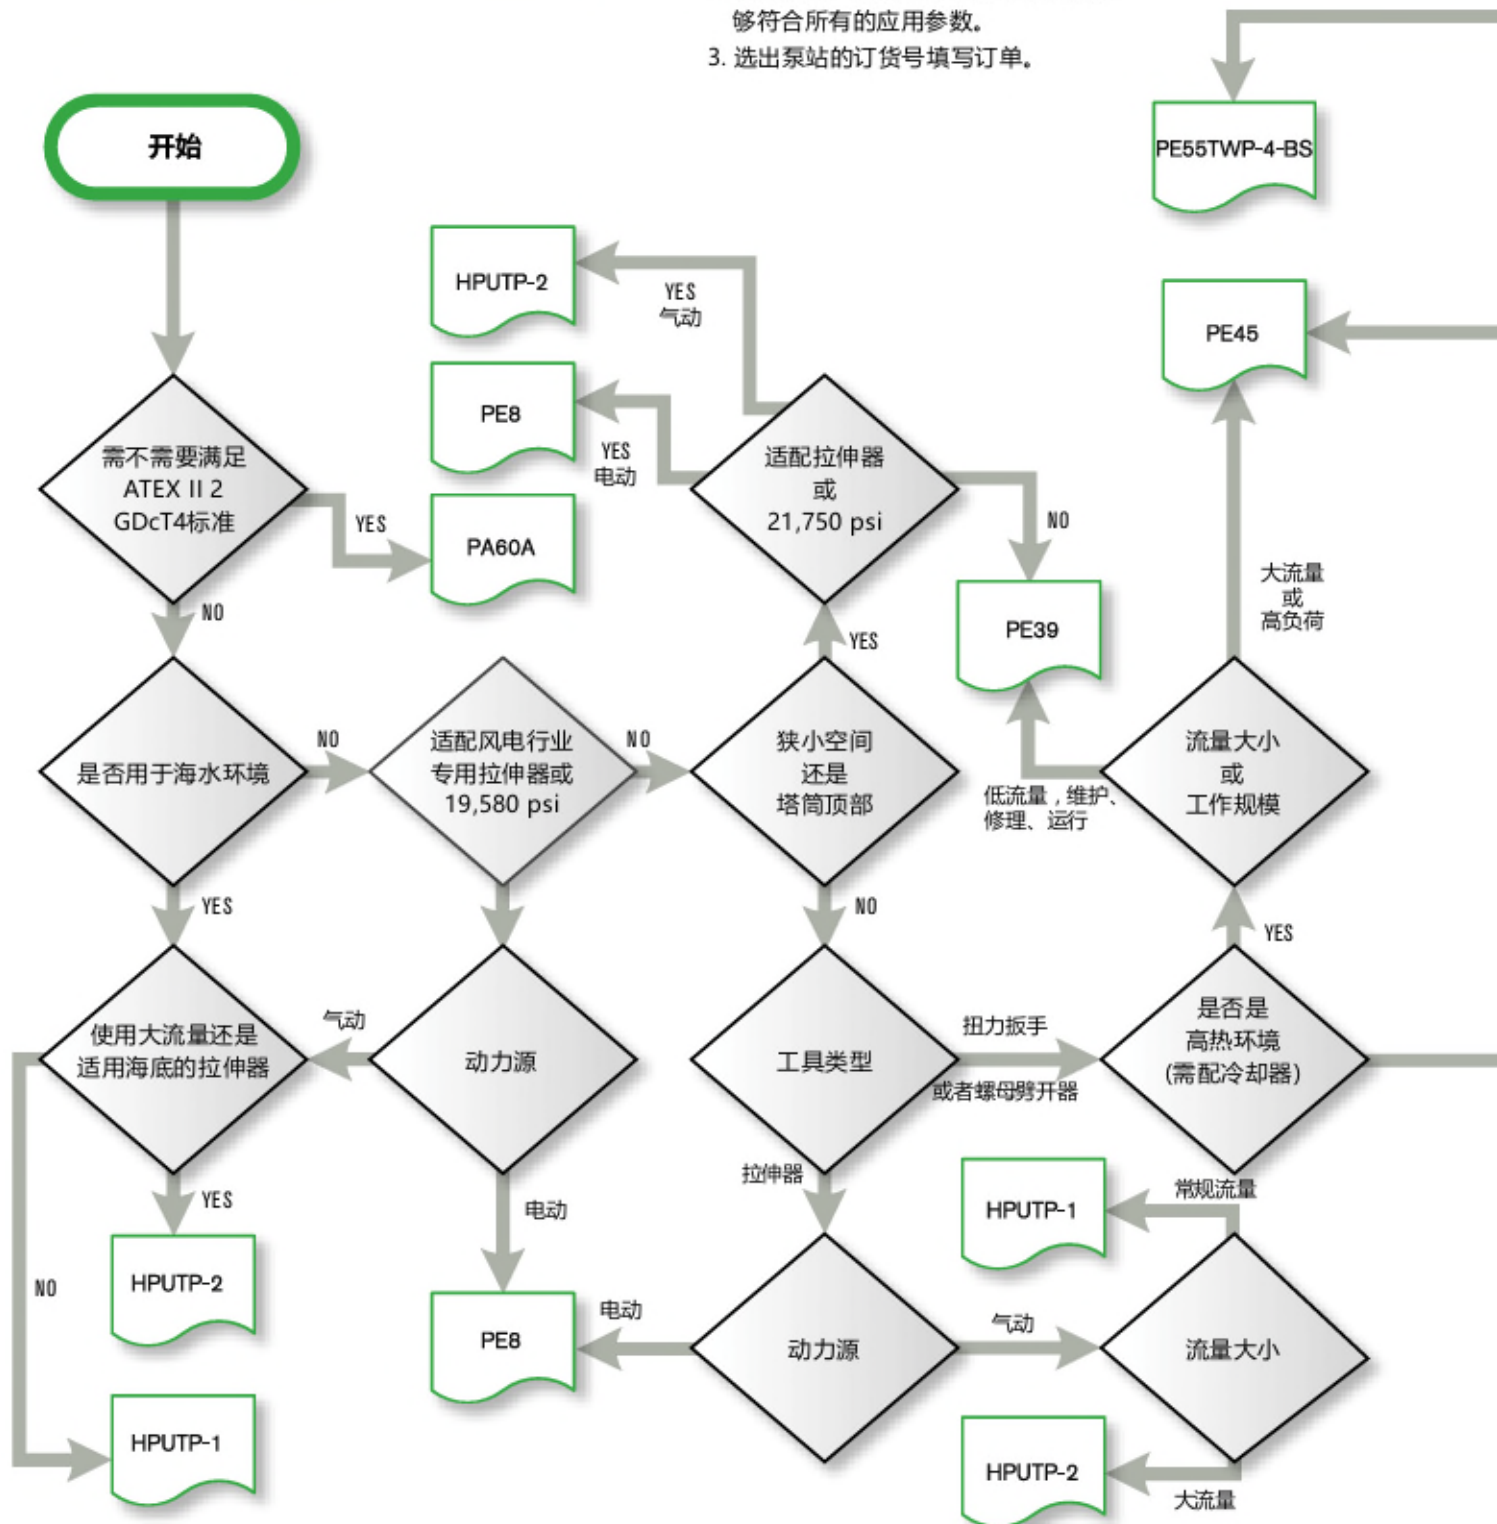 够符合所有的应用参数。
3. 选出泵站的订货号填写订单。
开始
PE55TWP-4-BS
HPUTP-2
YES
气动
PE45
PE8
YES
电动
适配拉伸器
或
21,750 psi
需不需要满足
ATEX II 2
GDcT4标准
YES
PA60A
NO
大流量
或
高负荷
NO
PE39
YES
是否用于海水环境
NO
适配风电行业
专用拉伸器或
19,580 psi
NO
狭小空间
还是
塔筒顶部
低流量，维护、
修理、运行
流量大小
或
工作规模
YES
NO
YES
使用大流量还是
适用海底的拉伸器
气动
动力源
工具类型
扭力扳手
或者螺母劈开器
是否是
高热环境
(需配冷却器)
拉伸器
YES
电动
HPUTP-1
常规流量
NO
HPUTP-2
PE8
电动
动力源
气动
流量大小
HPUTP-1
HPUTP-2
大流量